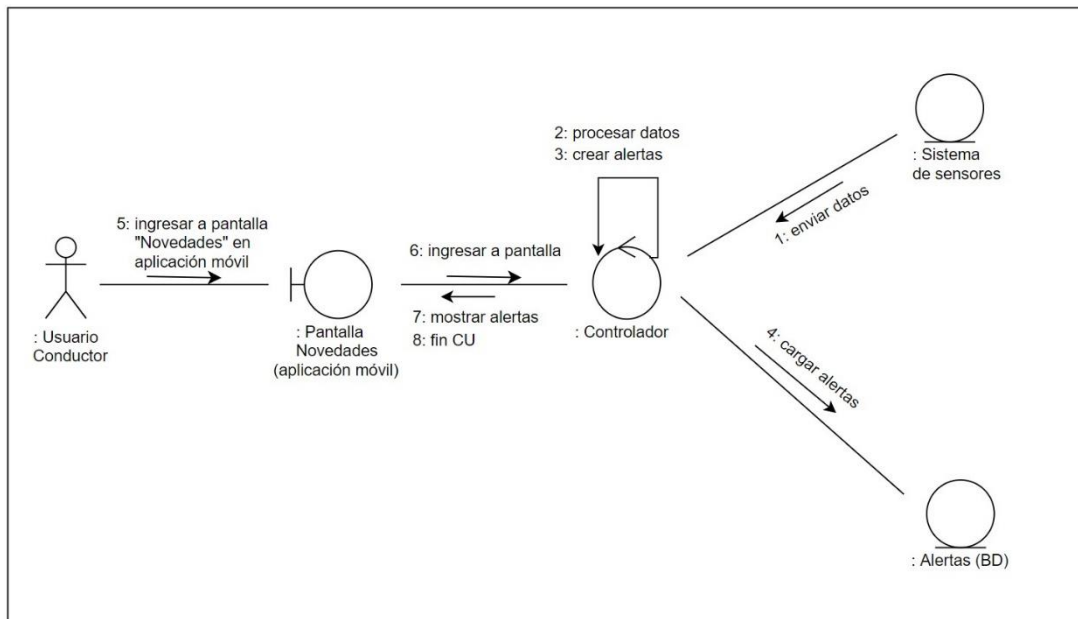 2: procesar datos
3: crear alertas
: Sistema
de sensores
1: enviar datos
5: ingresar a pantalla
"Novedades" en
aplicación móvil
6: ingresar a pantalla
7: mostrar alertas
8: fin CU
: Usuario
Conductor
: Pantalla
Novedades
(aplicación móvil)
: Controlador
4: cargar alertas
: Alertas (BD)